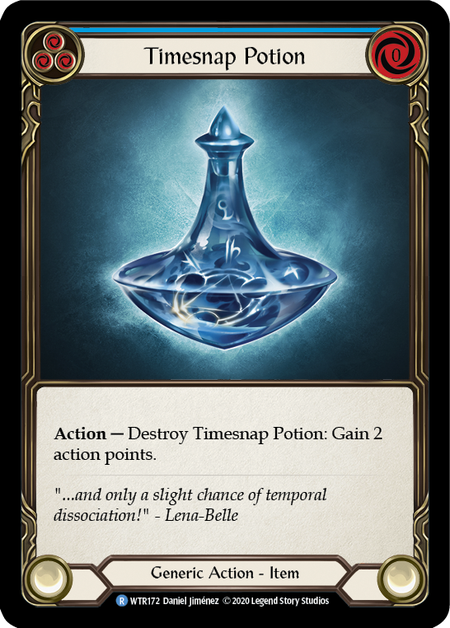 Timesnap Potion
0
Action — Destroy Timesnap Potion: Gain 2
action points.
"...and only a slight chance of temporal
dissociation!" - Lena-Belle
Generic Action - Item
R WTR172 Daniel Jiménez © 2020 Legend Story Studios